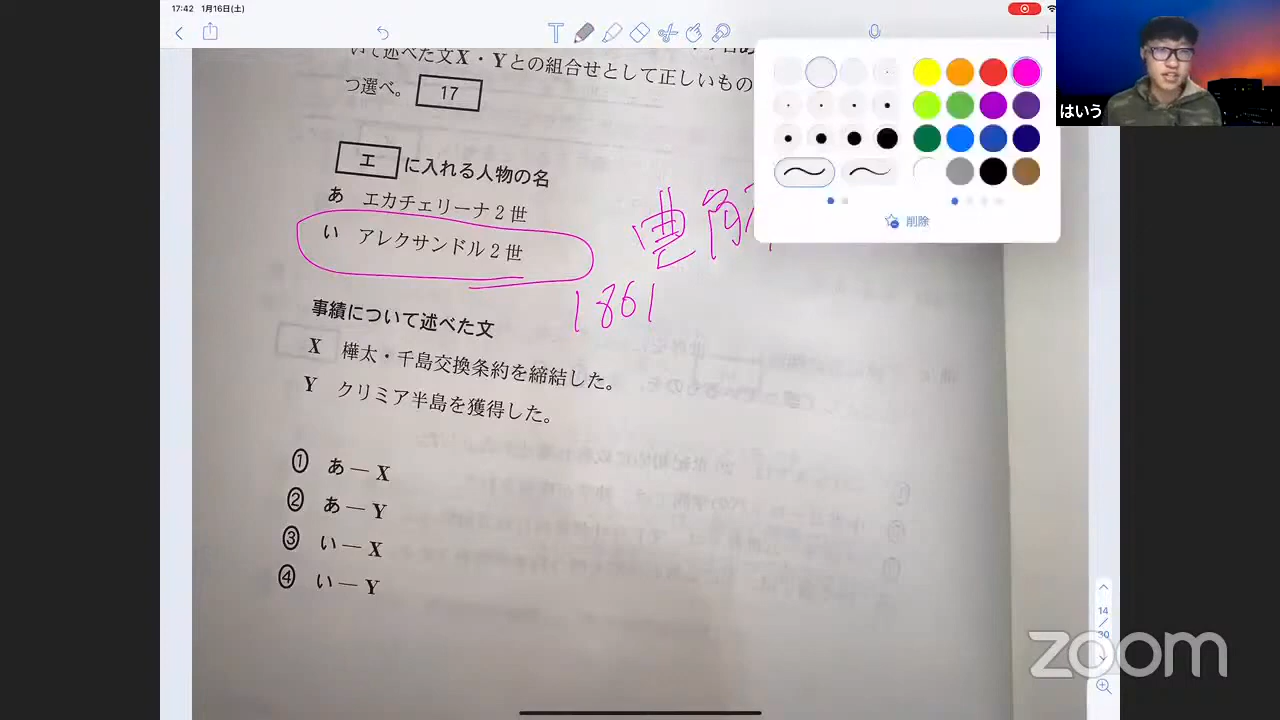 17:42 1月16日(土)
いて述べた文X・Yとの組合せとして正しいもの
つ選べ。 17
エ に入れる人物の名
あ エカチェリーナ2世
い アレクサンドル2世
1861
事績について述べた文
X 樺太・千島交換条約を締結した。
Y クリミア半島を獲得した。
① あ ― X
② あ ― Y
③ い ― X
④ い ― Y
削除
はいう
14
/
30
zoom